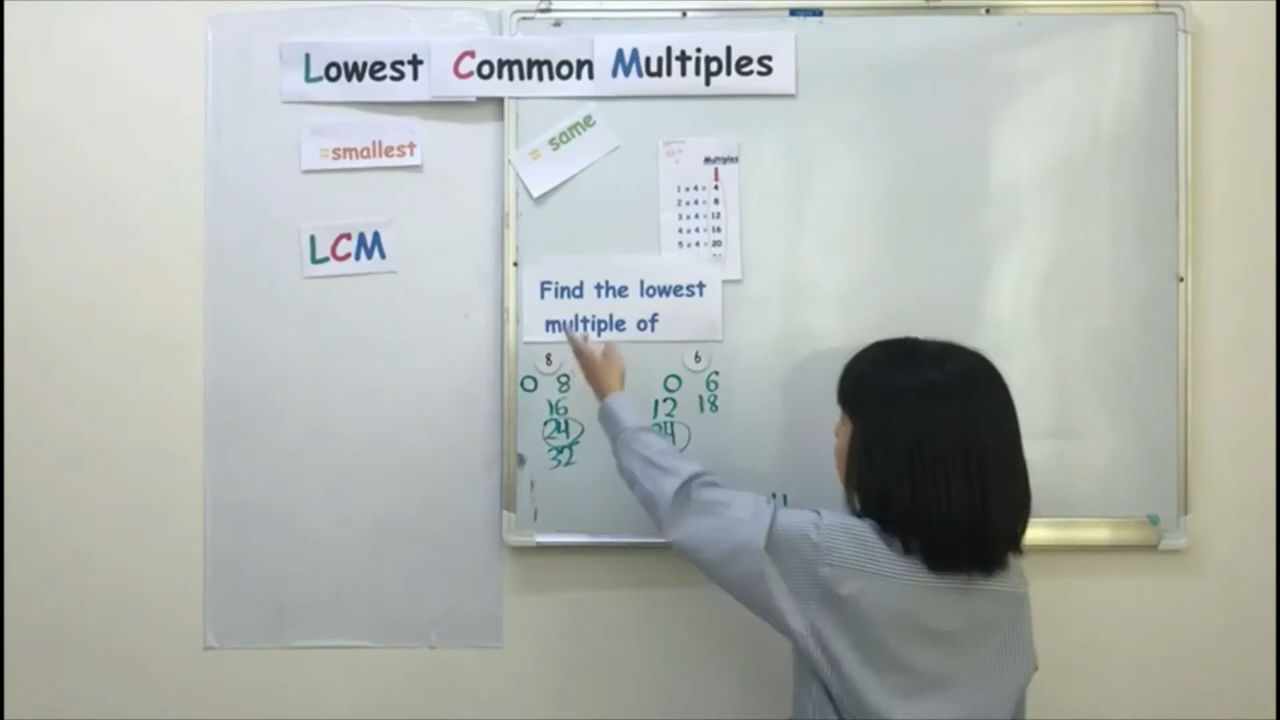 Lowest Common Multiples
=smallest
= same
LCM
Multiples
1 x 4 = 4
2 x 4 = 8
3 x 4 = 12
4 x 4 = 16
5 x 4 = 20
Find the lowest
multiple of
8 6
0 8 0 6
16 12 18
24 24
32